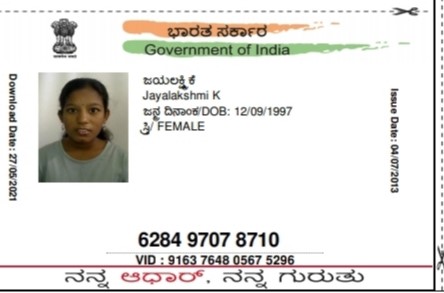 ಭಾರತ ಸರ್ಕಾರ
Government of India
Download Date: 27/05/2021
ಜಯಲಕ್ಷ್ಮಿ ಕೆ
Jayalakshmi K
ಜನ್ಮ ದಿನಾಂಕ/DOB: 12/09/1997
ಸ್ತ್ರೀ/ FEMALE
Issue Date: 04/07/2013
6284 9707 8710
VID : 9163 7648 0567 5296
ನನ್ನ ಆಧಾರ್, ನನ್ನ ಗುರುತು